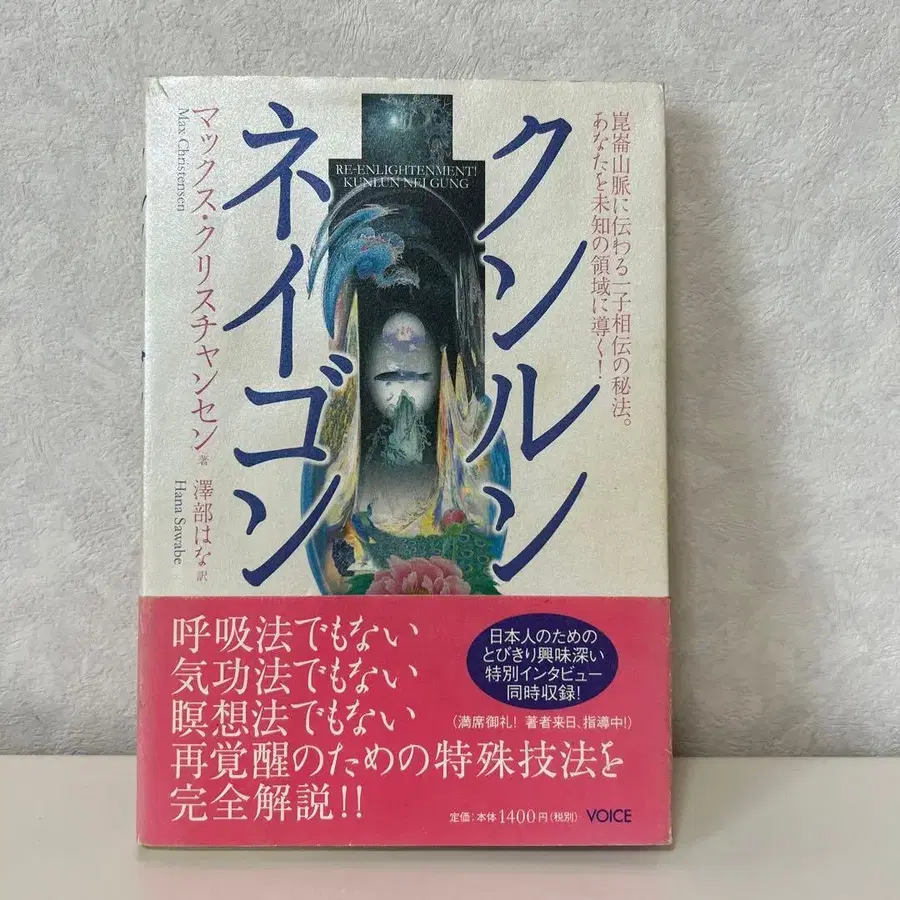 崑崙山脈に伝わる一子相伝の秘法。
あなたを未知の領域に導く!
クンルン
ネイゴン
RE-ENLIGHTENMENT!
KUNLUN NEI GUNG
マックス・クリスチャンセン 著
Max Christensen
澤部はな 訳
Hana Sawabe
呼吸法でもない
気功法でもない
瞑想法でもない
再覚醒のための特殊技法を
完全解説!!
日本人のための
とびきり興味深い
特別インタビュー
同時収録!
(満席御礼! 著者来日、指導中!)
定価:本体1400円(税別) VOICE